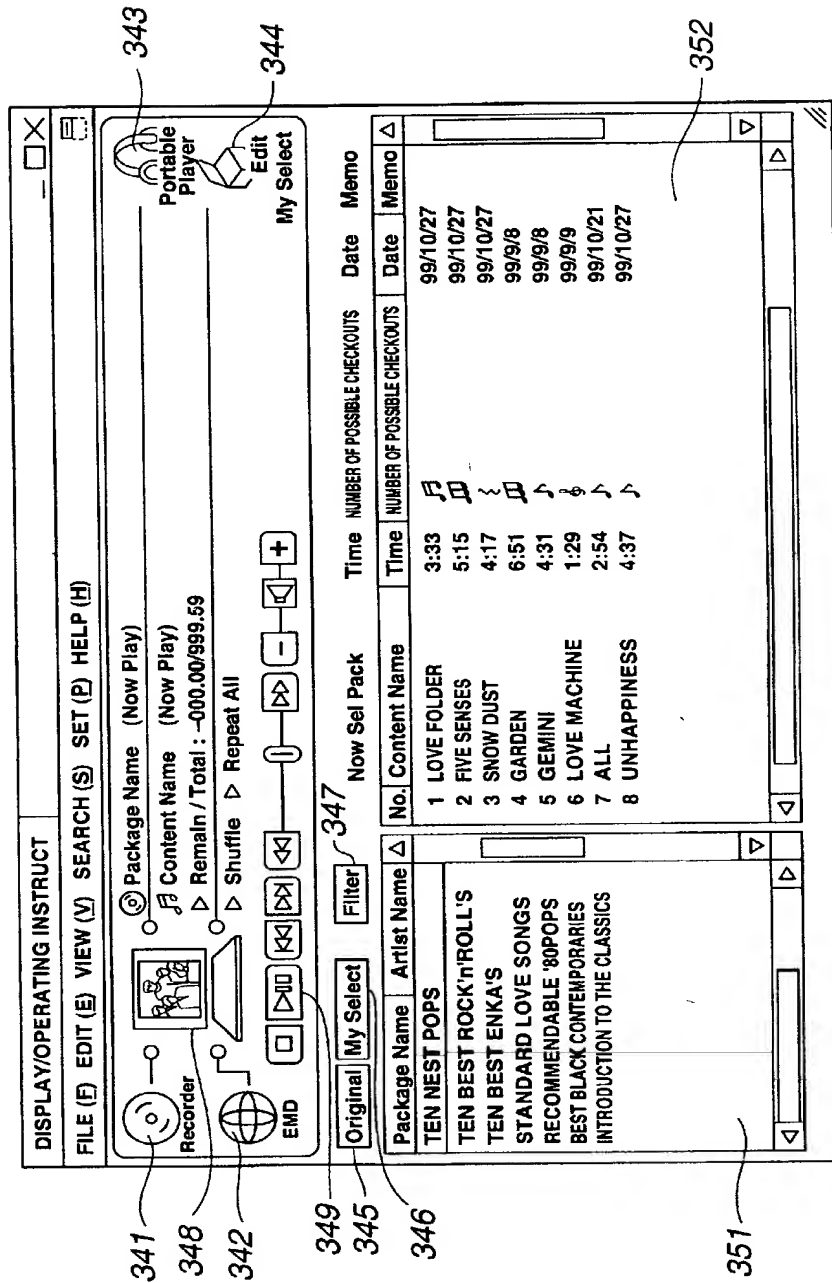 DISPLAY/OPERATING INSTRUCT
FILE (F) EDIT (E) VIEW (V) SEARCH (S) SET (P) HELP (H)
Recorder
EMD
Package Name (Now Play)
Content Name (Now Play)
Remain / Total : –000.00/999.59
Shuffle Repeat All
Portable
Player
Edit
My Select
Original My Select Filter
Now Sel Pack Time NUMBER OF POSSIBLE CHECKOUTS Date Memo
Package Name Artist Name
TEN NEST POPS
TEN BEST ROCK'n'ROLL'S
TEN BEST ENKA'S
STANDARD LOVE SONGS
RECOMMENDABLE '80POPS
BEST BLACK CONTEMPORARIES
INTRODUCTION TO THE CLASSICS
No. Content Name Time NUMBER OF POSSIBLE CHECKOUTS Date Memo
1 LOVE FOLDER 3:33 99/10/27
2 FIVE SENSES 5:15 99/10/27
3 SNOW DUST 4:17 99/10/27
4 GARDEN 6:51 99/9/8
5 GEMINI 4:31 99/9/8
6 LOVE MACHINE 1:29 99/9/9
7 ALL 2:54 99/10/21
8 UNHAPPINESS 4:37 99/10/27
341
348
342
349
345
346
347
351
343
344
352